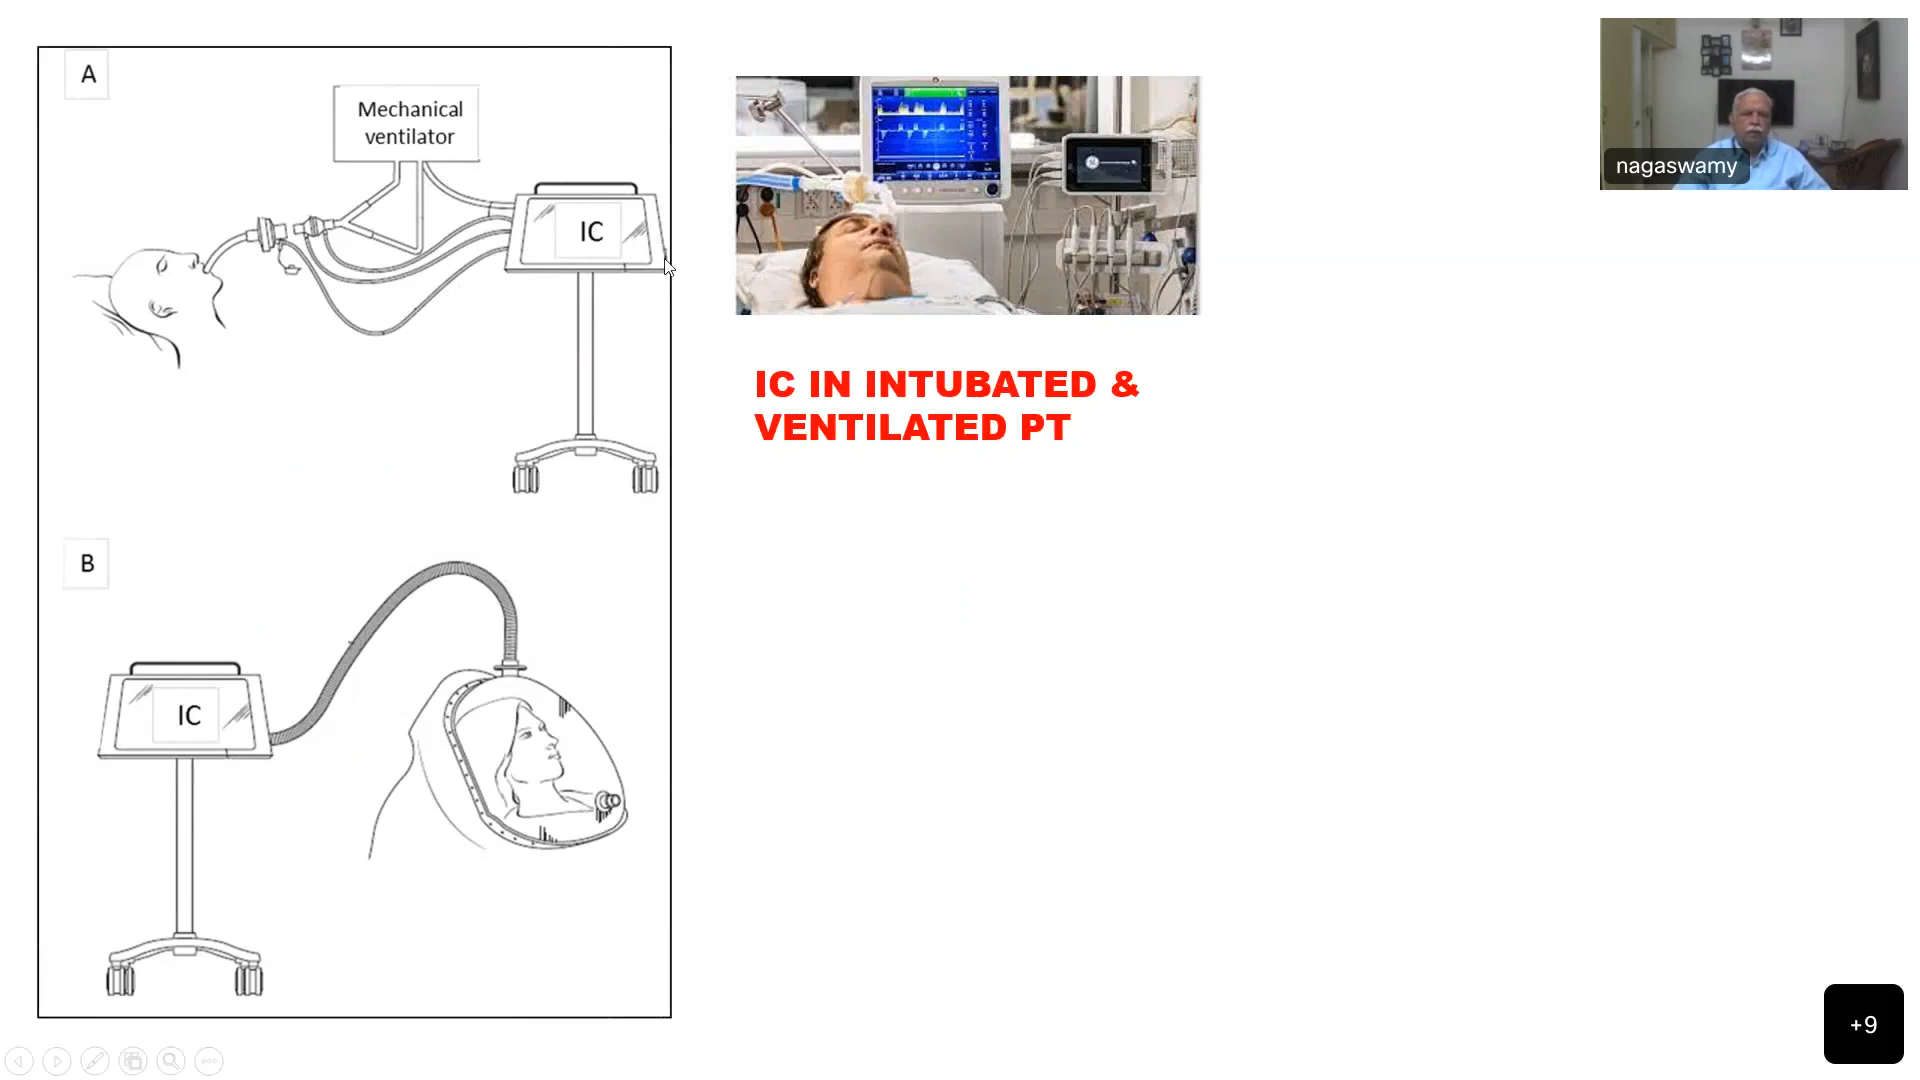 A
Mechanical
ventilator
IC
B
IC
IC IN INTUBATED &
VENTILATED PT
nagaswamy
+9